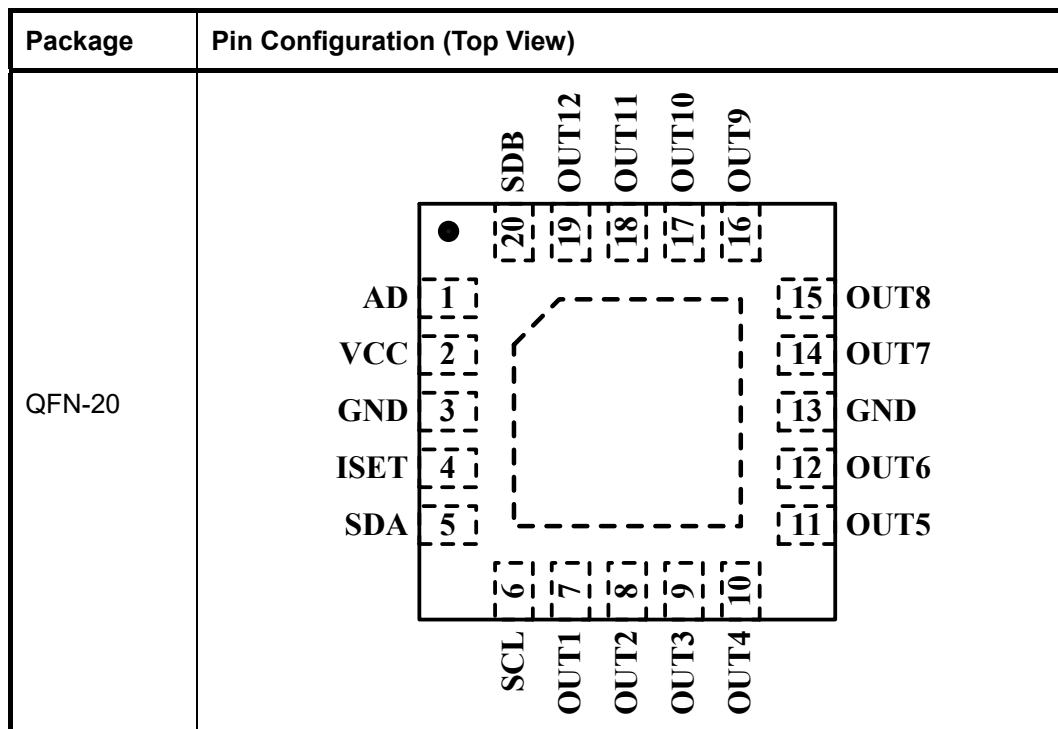 Package Pin Configuration (Top View)
QFN-20
SDB OUT12 OUT11 OUT10 OUT9
20 19 18 17 16
AD 1 15 OUT8
VCC 2 14 OUT7
GND 3 13 GND
ISET 4 12 OUT6
SDA 5 11 OUT5
6 7 8 9 10
SCL OUT1 OUT2 OUT3 OUT4